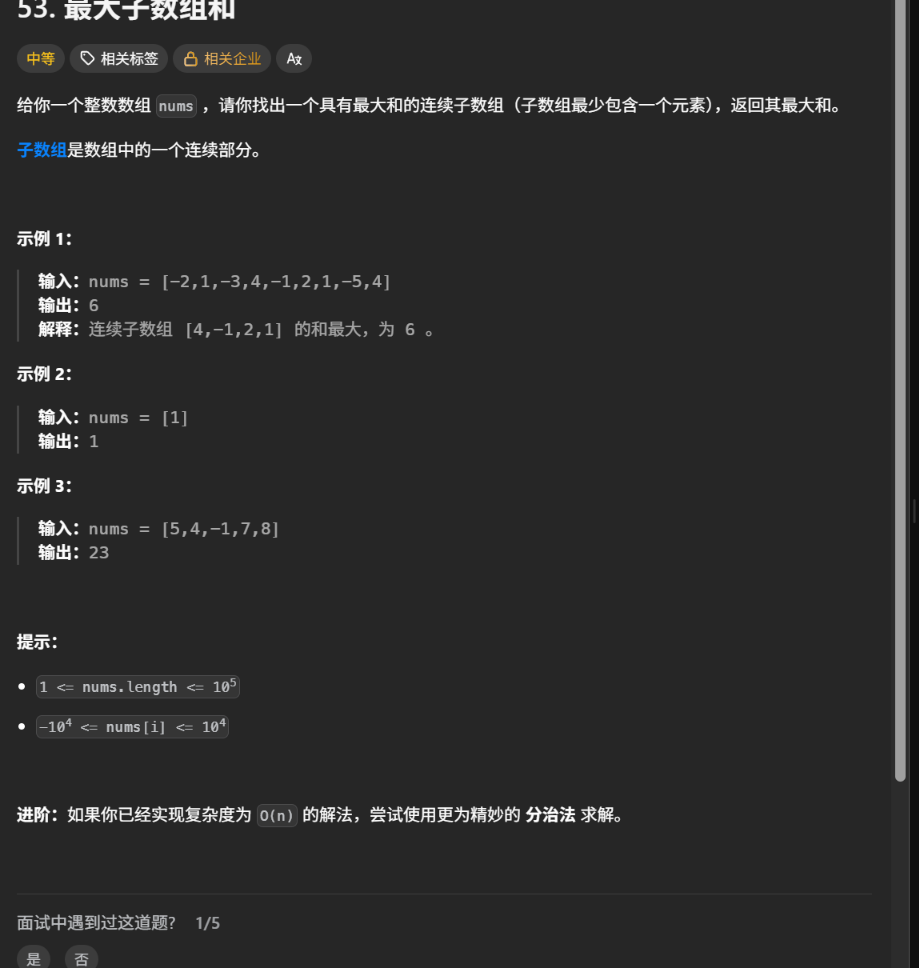 53. 最大子数组和
中等 相关标签 相关企业 Aχ
给你一个整数数组 nums ，请你找出一个具有最大和的连续子数组（子数组最少包含一个元素），返回其最大和。
子数组是数组中的一个连续部分。
示例 1：
输入：nums = [-2,1,-3,4,-1,2,1,-5,4]
输出：6
解释：连续子数组 [4,-1,2,1] 的和最大，为 6 。
示例 2：
输入：nums = [1]
输出：1
示例 3：
输入：nums = [5,4,-1,7,8]
输出：23
提示：
• 1 <= nums.length <= 10⁵
• -10⁴ <= nums[i] <= 10⁴
进阶：如果你已经实现复杂度为 O(n) 的解法，尝试使用更为精妙的 分治法 求解。
面试中遇到过这道题? 1/5
是 否